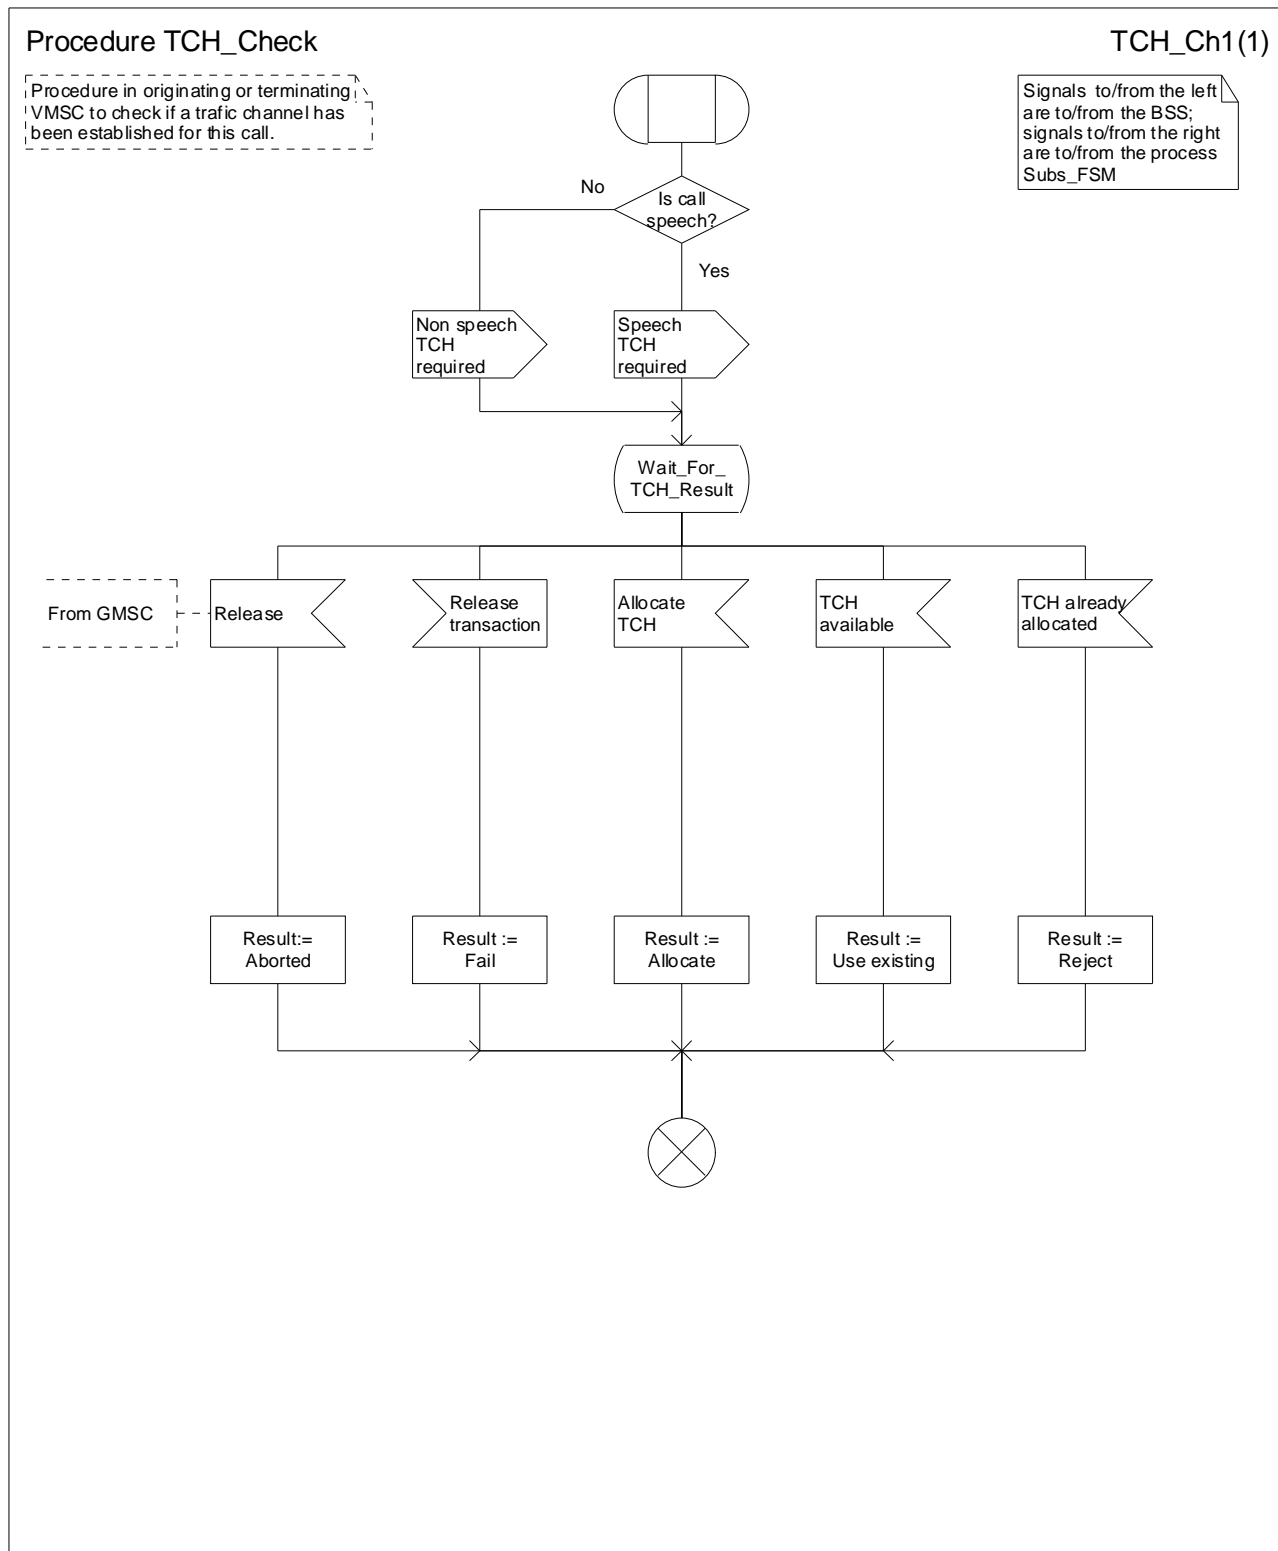 Procedure TCH_Check
TCH_Ch1(1)
Procedure in originating or terminating
VMSC to check if a trafic channel has
been established for this call.
Signals to/from the left
are to/from the BSS;
signals to/from the right
are to/from the process
Subs_FSM
Is call
speech?
No
Yes
Non speech
TCH
required
Speech
TCH
required
Wait_For_
TCH_Result
From GMSC
Release
Release
transaction
Allocate
TCH
TCH
available
TCH already
allocated
Result:=
Aborted
Result :=
Fail
Result :=
Allocate
Result :=
Use existing
Result :=
Reject